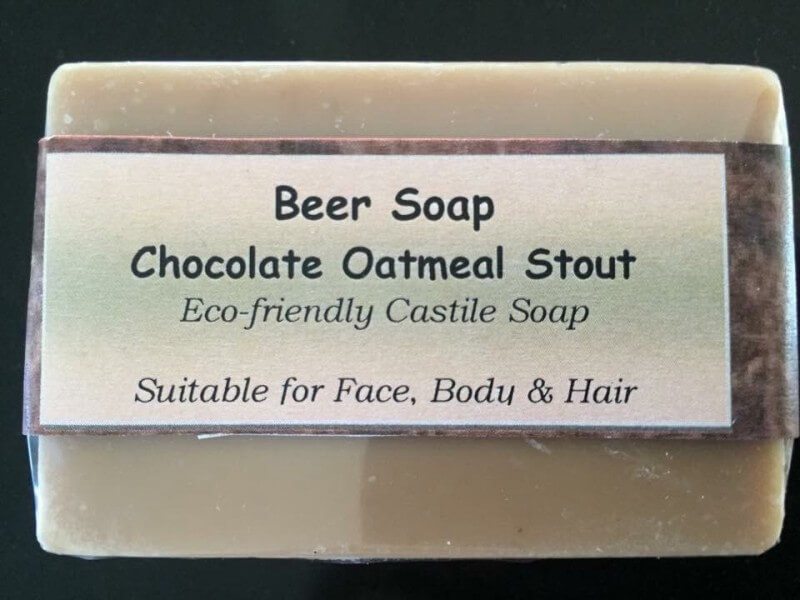 Beer Soap
Chocolate Oatmeal Stout
Eco-friendly Castile Soap
Suitable for Face, Body & Hair